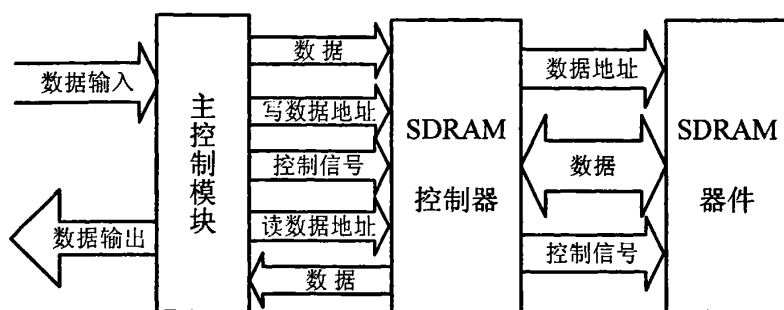 数据输入
数据输出
主控制模块
数据
写数据地址
控制信号
读数据地址
数据
SDRAM
控制器
数据地址
数据
控制信号
SDRAM
器件